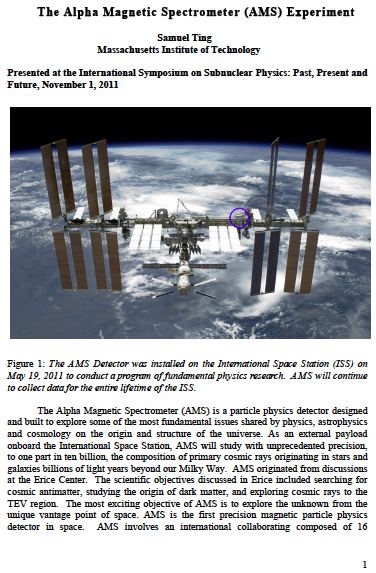 The Alpha Magnetic Spectrometer (AMS) Experiment
Samuel Ting
Massachusetts Institute of Technology
Presented at the International Symposium on Subnuclear Physics: Past, Present and
Future, November 1, 2011
Figure 1: The AMS Detector was installed on the International Space Station (ISS) on
May 19, 2011 to conduct a program of fundamental physics research. AMS will continue
to collect data for the entire lifetime of the ISS.
The Alpha Magnetic Spectrometer (AMS) is a particle physics detector designed
and built to explore some of the most fundamental issues shared by physics, astrophysics
and cosmology on the origin and structure of the universe. As an external payload
onboard the International Space Station, AMS will study with unprecedented precision,
to one part in ten billion, the composition of primary cosmic rays originating in stars and
galaxies billions of light years beyond our Milky Way. AMS originated from discussions
at the Erice Center. The scientific objectives discussed in Erice included searching for
cosmic antimatter, studying the origin of dark matter, and exploring cosmic rays to the
TEV region. The most exciting objective of AMS is to explore the unknown from the
unique vantage point of space. AMS is the first precision magnetic particle physics
detector in space. AMS involves an international collaborating composed of 16
1